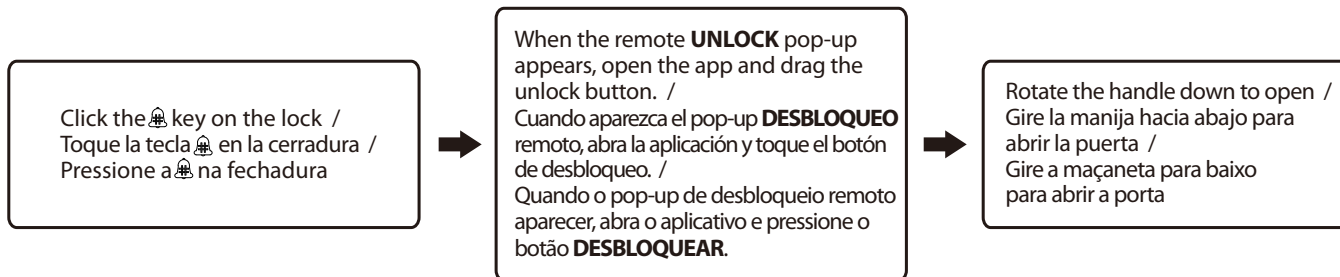 Click the key on the lock /
Toque la tecla en la cerradura /
Pressione a na fechadura
When the remote UNLOCK pop-up
appears, open the app and drag the
unlock button. /
Cuando aparezca el pop-up DESBLOQUEO
remoto, abra la aplicación y toque el botón
de desbloqueo. /
Quando o pop-up de desbloqueio remoto
aparecer, abra o aplicativo e pressione o
botão DESBLOQUEAR.
Rotate the handle down to open /
Gire la manija hacia abajo para
abrir la puerta /
Gire a maçaneta para baixo
para abrir a porta